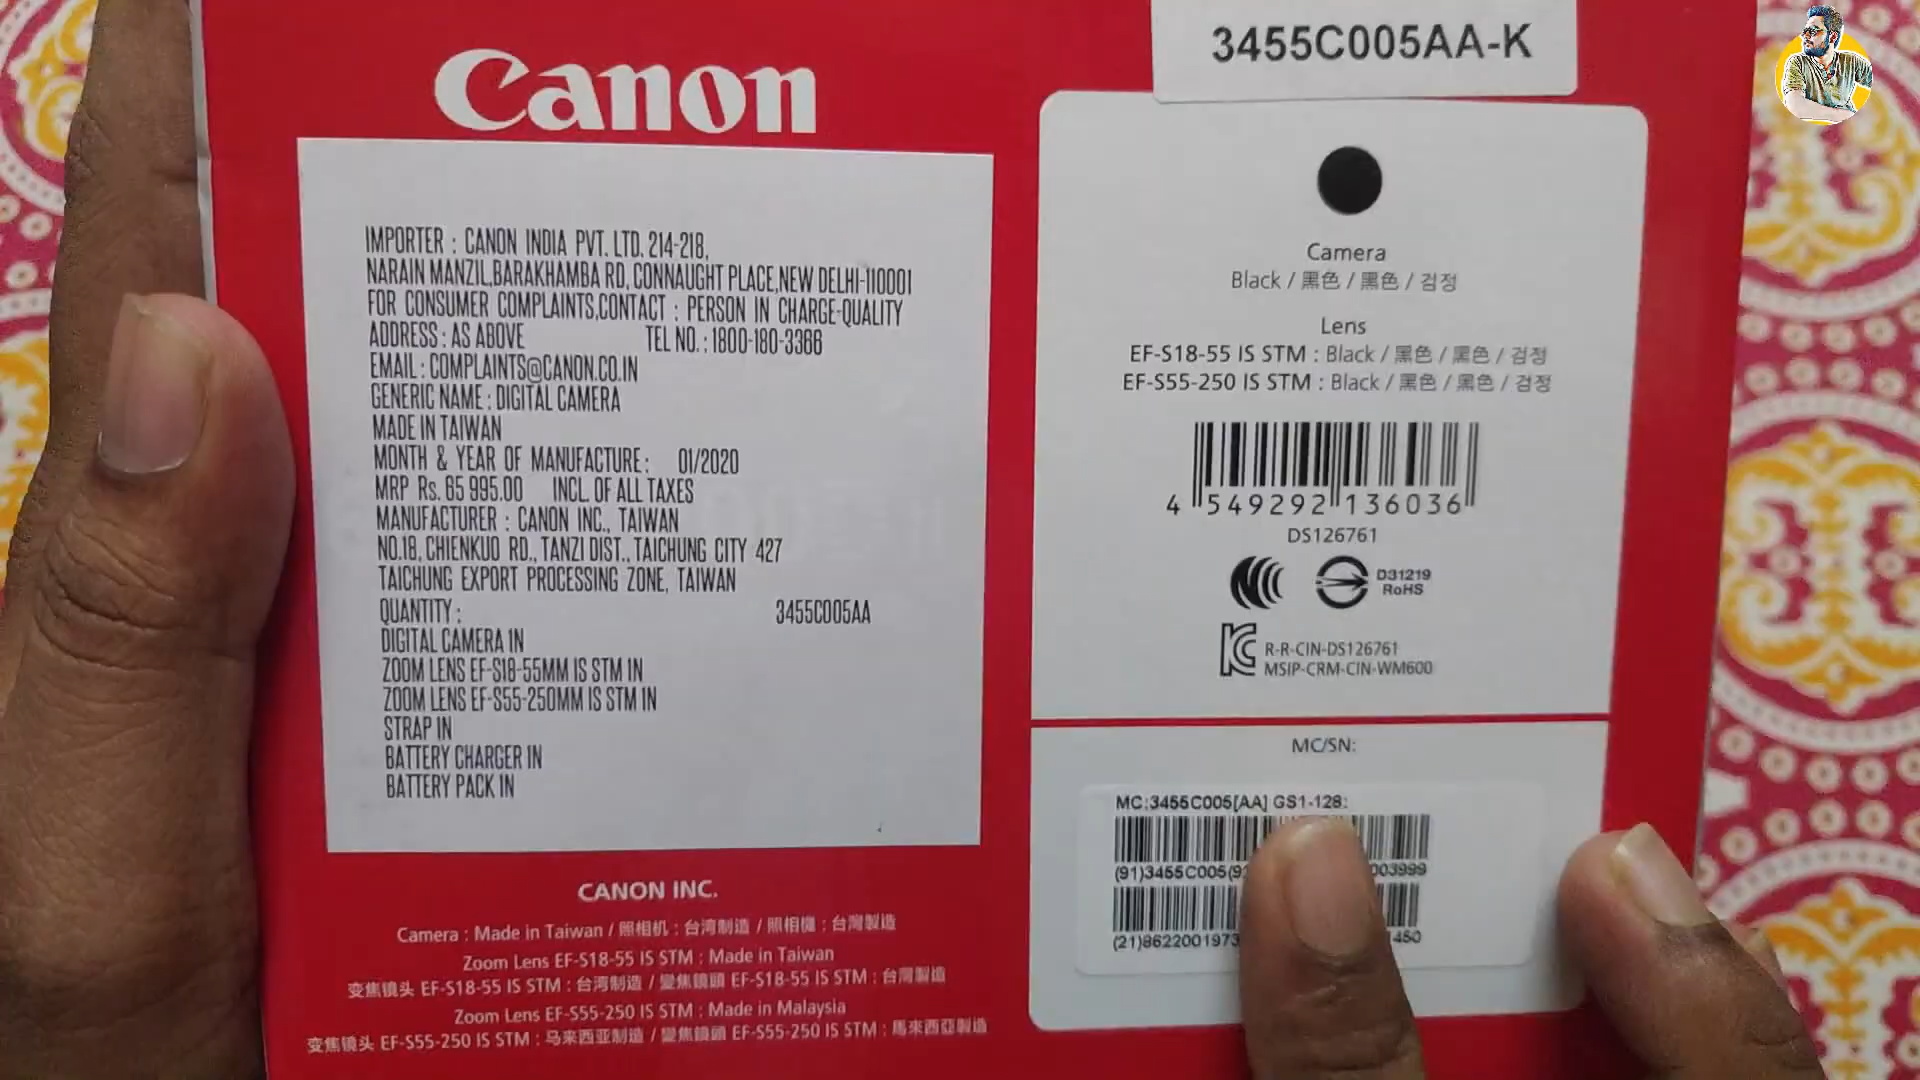 Canon
IMPORTER : CANON INDIA PVT. LTD. 214-218,
NARAIN MANZIL,BARAKHAMBA RD, CONNAUGHT PLACE,NEW DELHI-110001
FOR CONSUMER COMPLAINTS,CONTACT : PERSON IN CHARGE-QUALITY
ADDRESS : AS ABOVE TEL NO. : 1800-180-3366
EMAIL : COMPLAINTS@CANON.CO.IN
GENERIC NAME : DIGITAL CAMERA
MADE IN TAIWAN
MONTH & YEAR OF MANUFACTURE : 01/2020
MRP Rs. 65 995.00 INCL. OF ALL TAXES
MANUFACTURER : CANON INC., TAIWAN
NO.18, CHIENKUO RD., TANZI DIST., TAICHUNG CITY 427
TAICHUNG EXPORT PROCESSING ZONE, TAIWAN
QUANTITY : 3455C005AA
DIGITAL CAMERA 1N
ZOOM LENS EF-S18-55MM IS STM 1N
ZOOM LENS EF-S55-250MM IS STM 1N
STRAP 1N
BATTERY CHARGER 1N
BATTERY PACK 1N
CANON INC.
Camera : Made in Taiwan / 照相机 : 台湾制造 / 照相機 : 台灣製造
Zoom Lens EF-S18-55 IS STM : Made in Taiwan
变焦镜头 EF-S18-55 IS STM : 台湾制造 / 變焦鏡頭 EF-S18-55 IS STM : 台灣製造
Zoom Lens EF-S55-250 IS STM : Made in Malaysia
变焦镜头 EF-S55-250 IS STM : 马来西亚制造 / 變焦鏡頭 EF-S55-250 IS STM : 馬來西亞製造
3455C005AA-K
Camera
Black / 黑色 / 黑色 / 검정
Lens
EF-S18-55 IS STM : Black / 黑色 / 黑色 / 검정
EF-S55-250 IS STM : Black / 黑色 / 黑色 / 검정
4 549292 136036
DS126761
D31219
RoHS
R-R-CIN-DS126761
MSIP-CRM-CIN-WM600
MC/SN:
MC:3455C005[AA] GS1-128:
(91)3455C005(9 003999
(21)8622001973 1450